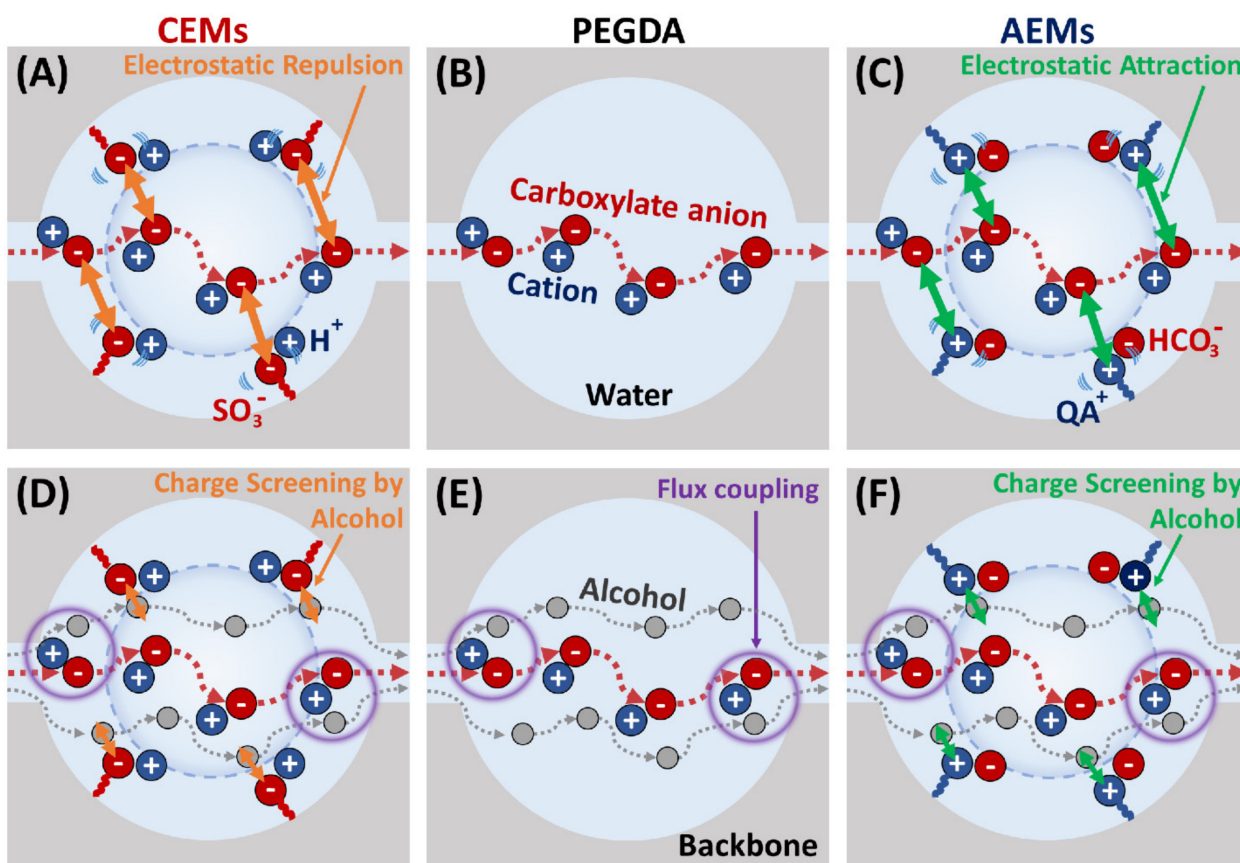 CEMs
PEGDA
AEMs
(A)
Electrostatic Repulsion
H⁺
SO₃⁻
(B)
Carboxylate anion
Cation
Water
(C)
Electrostatic Attraction
HCO₃⁻
QA⁺
(D)
Charge Screening by
Alcohol
(E)
Flux coupling
Alcohol
Backbone
(F)
Charge Screening by
Alcohol